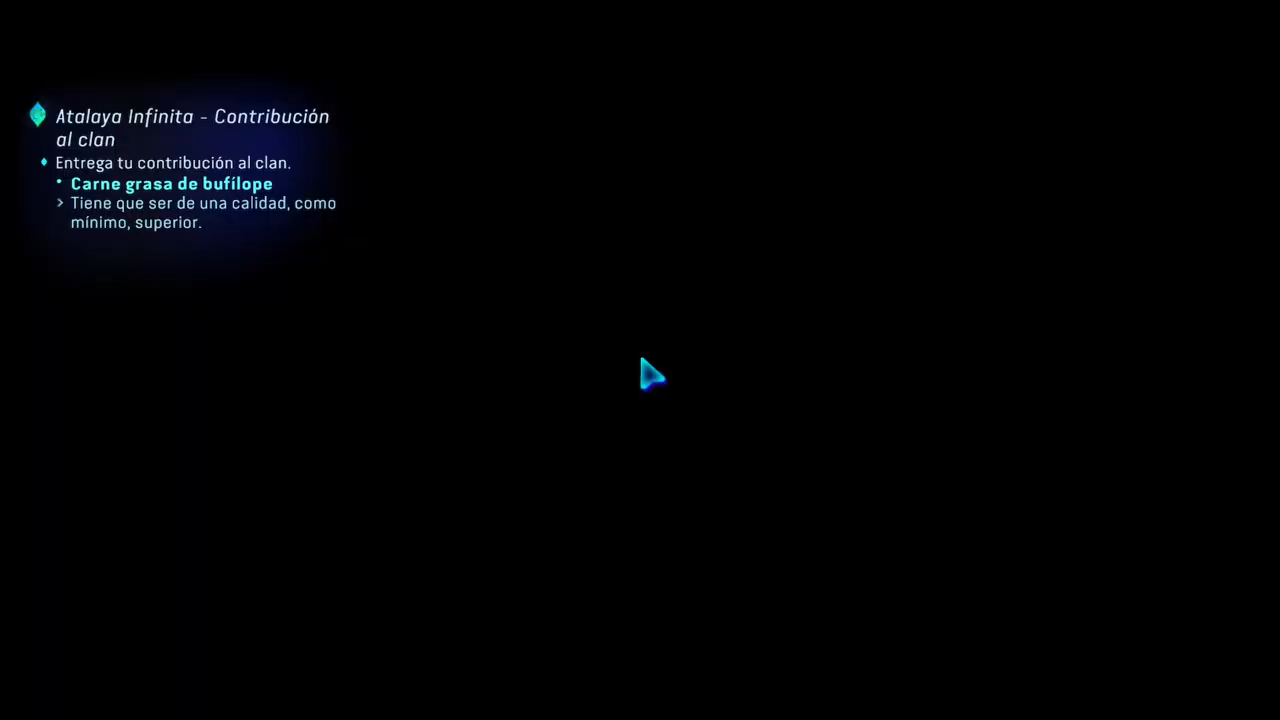 Atalaya Infinita - Contribución
al clan
Entrega tu contribución al clan.
Carne grasa de bufílope
Tiene que ser de una calidad, como
mínimo, superior.